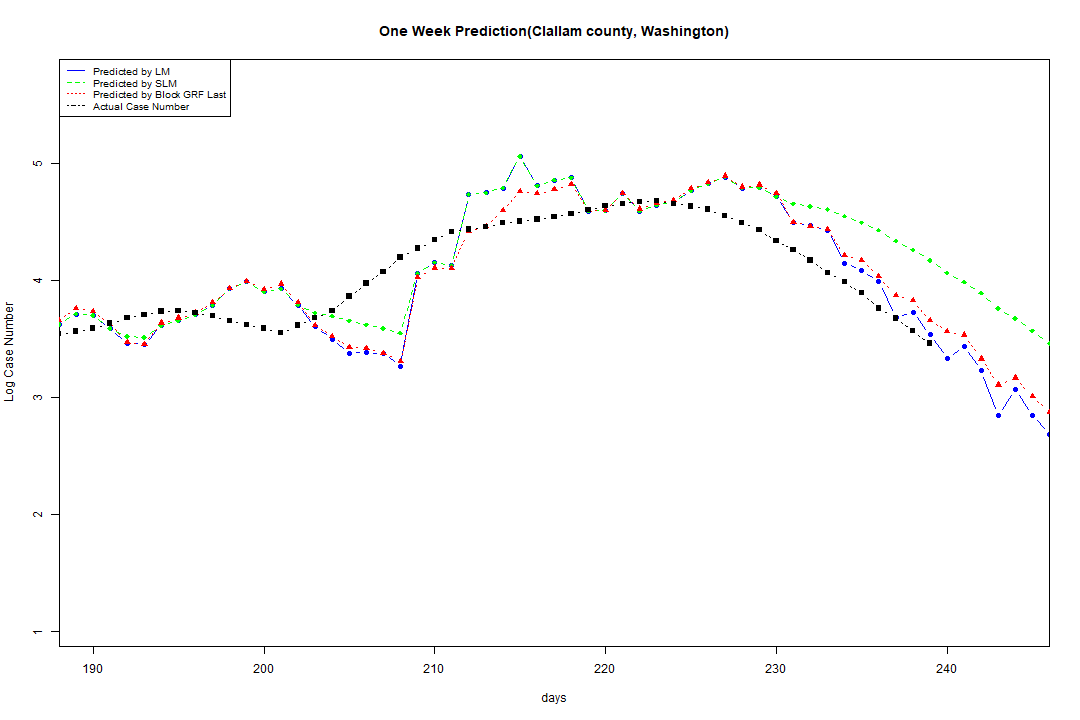 One Week Prediction(Clallam county, Washington)
Predicted by LM
Predicted by SLM
Predicted by Block GRF Last
Actual Case Number
5
4
3
2
1
Log Case Number
190 200 210 220 230 240
days